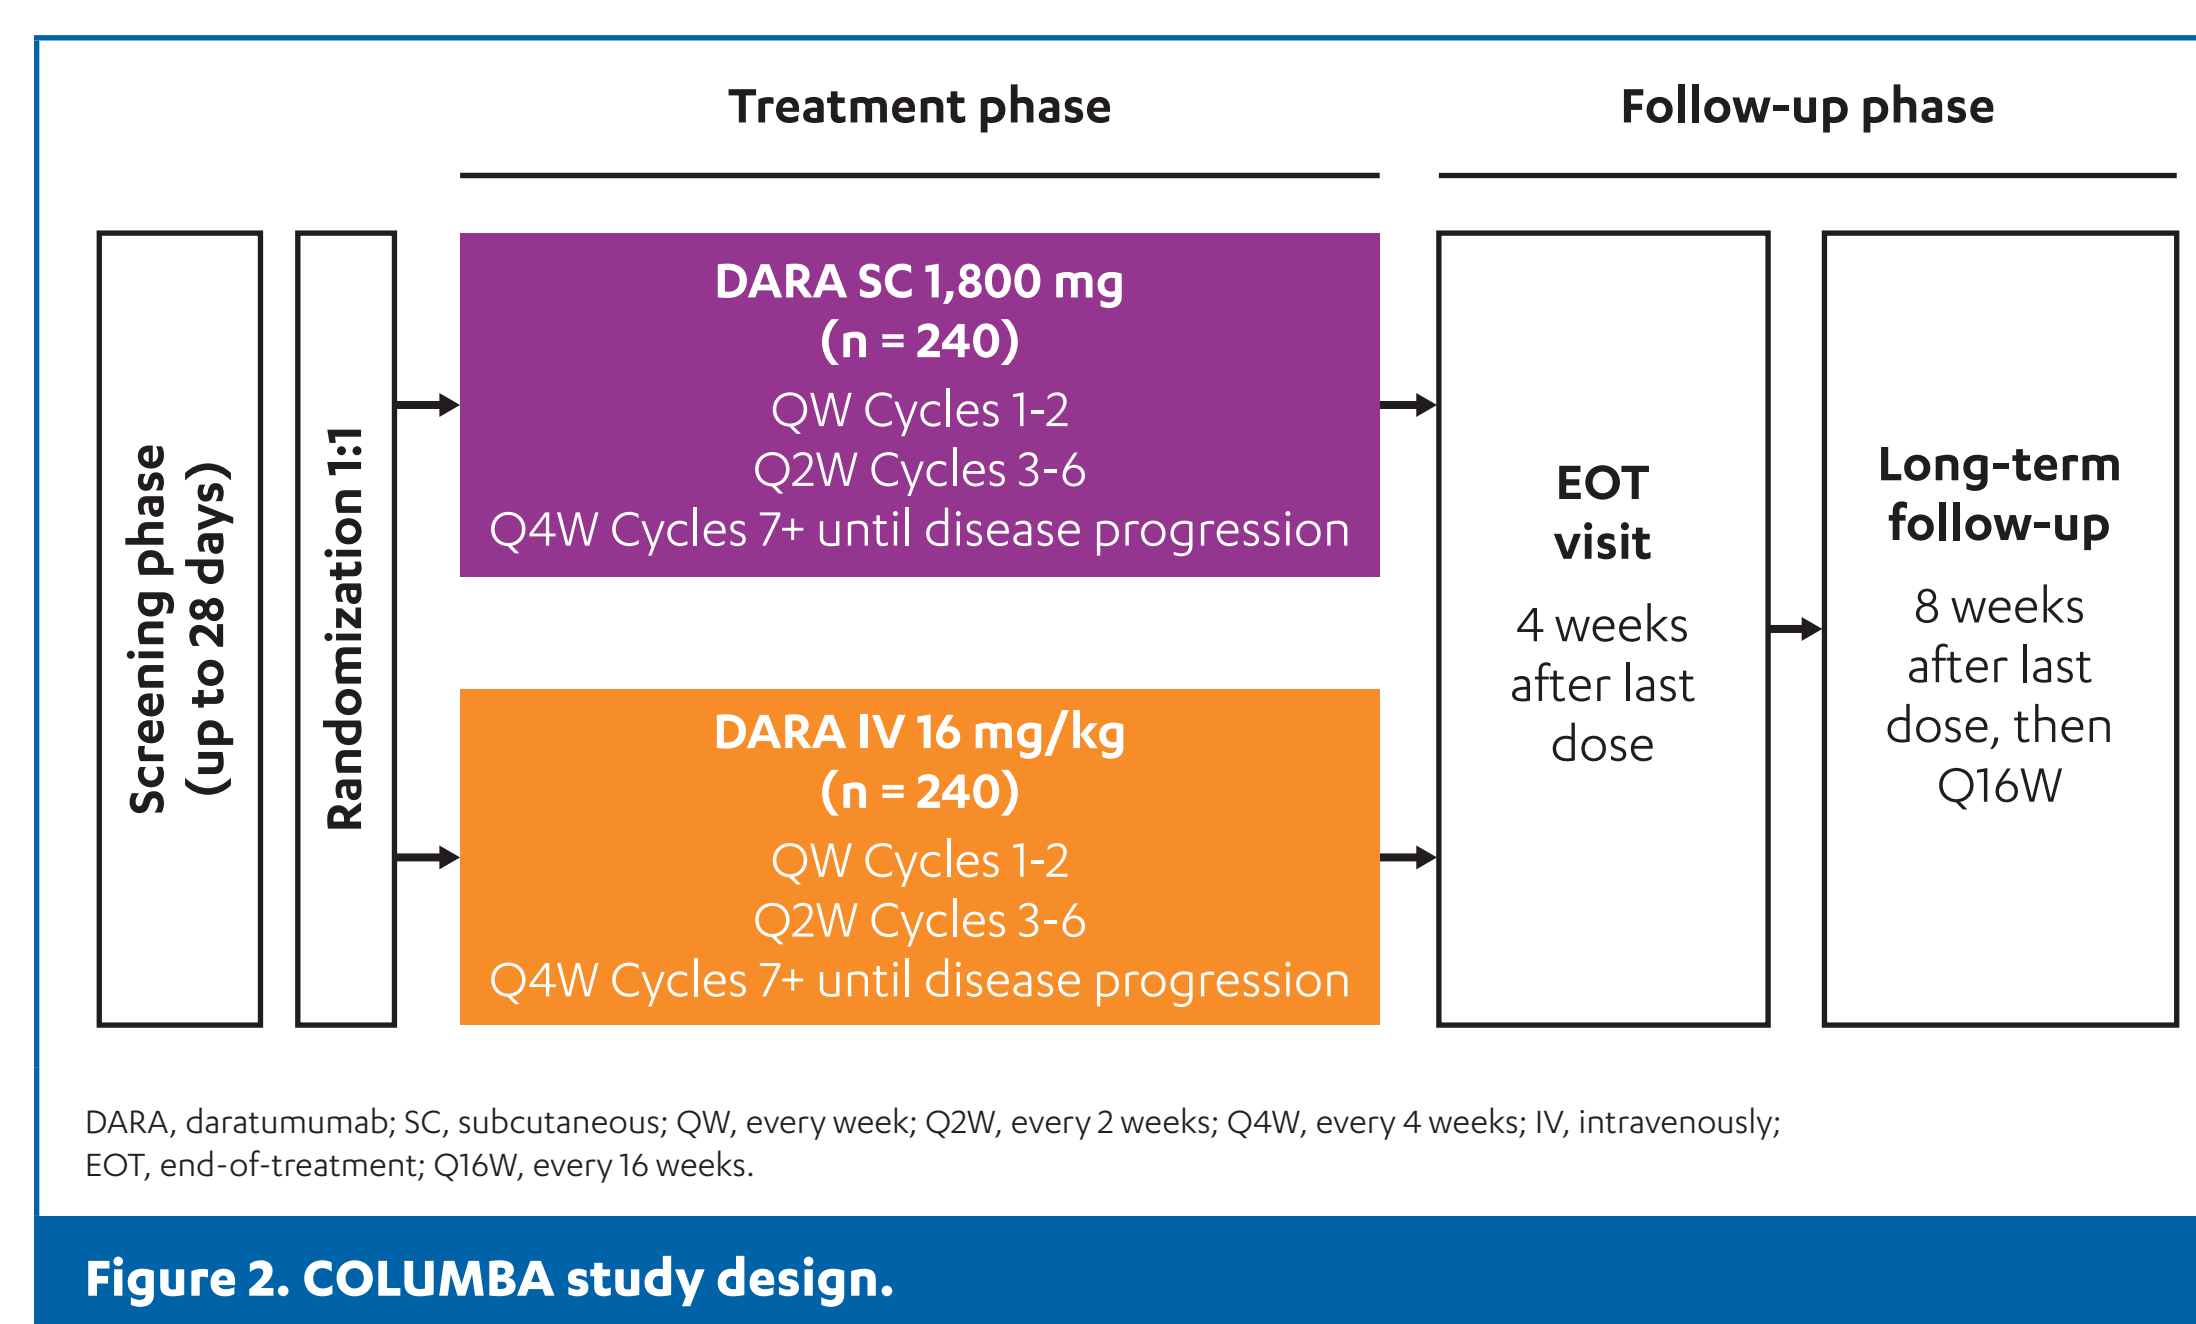 Treatment phase
Follow-up phase
Screening phase
(up to 28 days)
Randomization 1:1
DARA SC 1,800 mg
(n = 240)
QW Cycles 1-2
Q2W Cycles 3-6
Q4W Cycles 7+ until disease progression
DARA IV 16 mg/kg
(n = 240)
QW Cycles 1-2
Q2W Cycles 3-6
Q4W Cycles 7+ until disease progression
EOT
visit
4 weeks
after last
dose
Long-term
follow-up
8 weeks
after last
dose, then
Q16W
DARA, daratumumab; SC, subcutaneous; QW, every week; Q2W, every 2 weeks; Q4W, every 4 weeks; IV, intravenously;
EOT, end-of-treatment; Q16W, every 16 weeks.
Figure 2. COLUMBA study design.